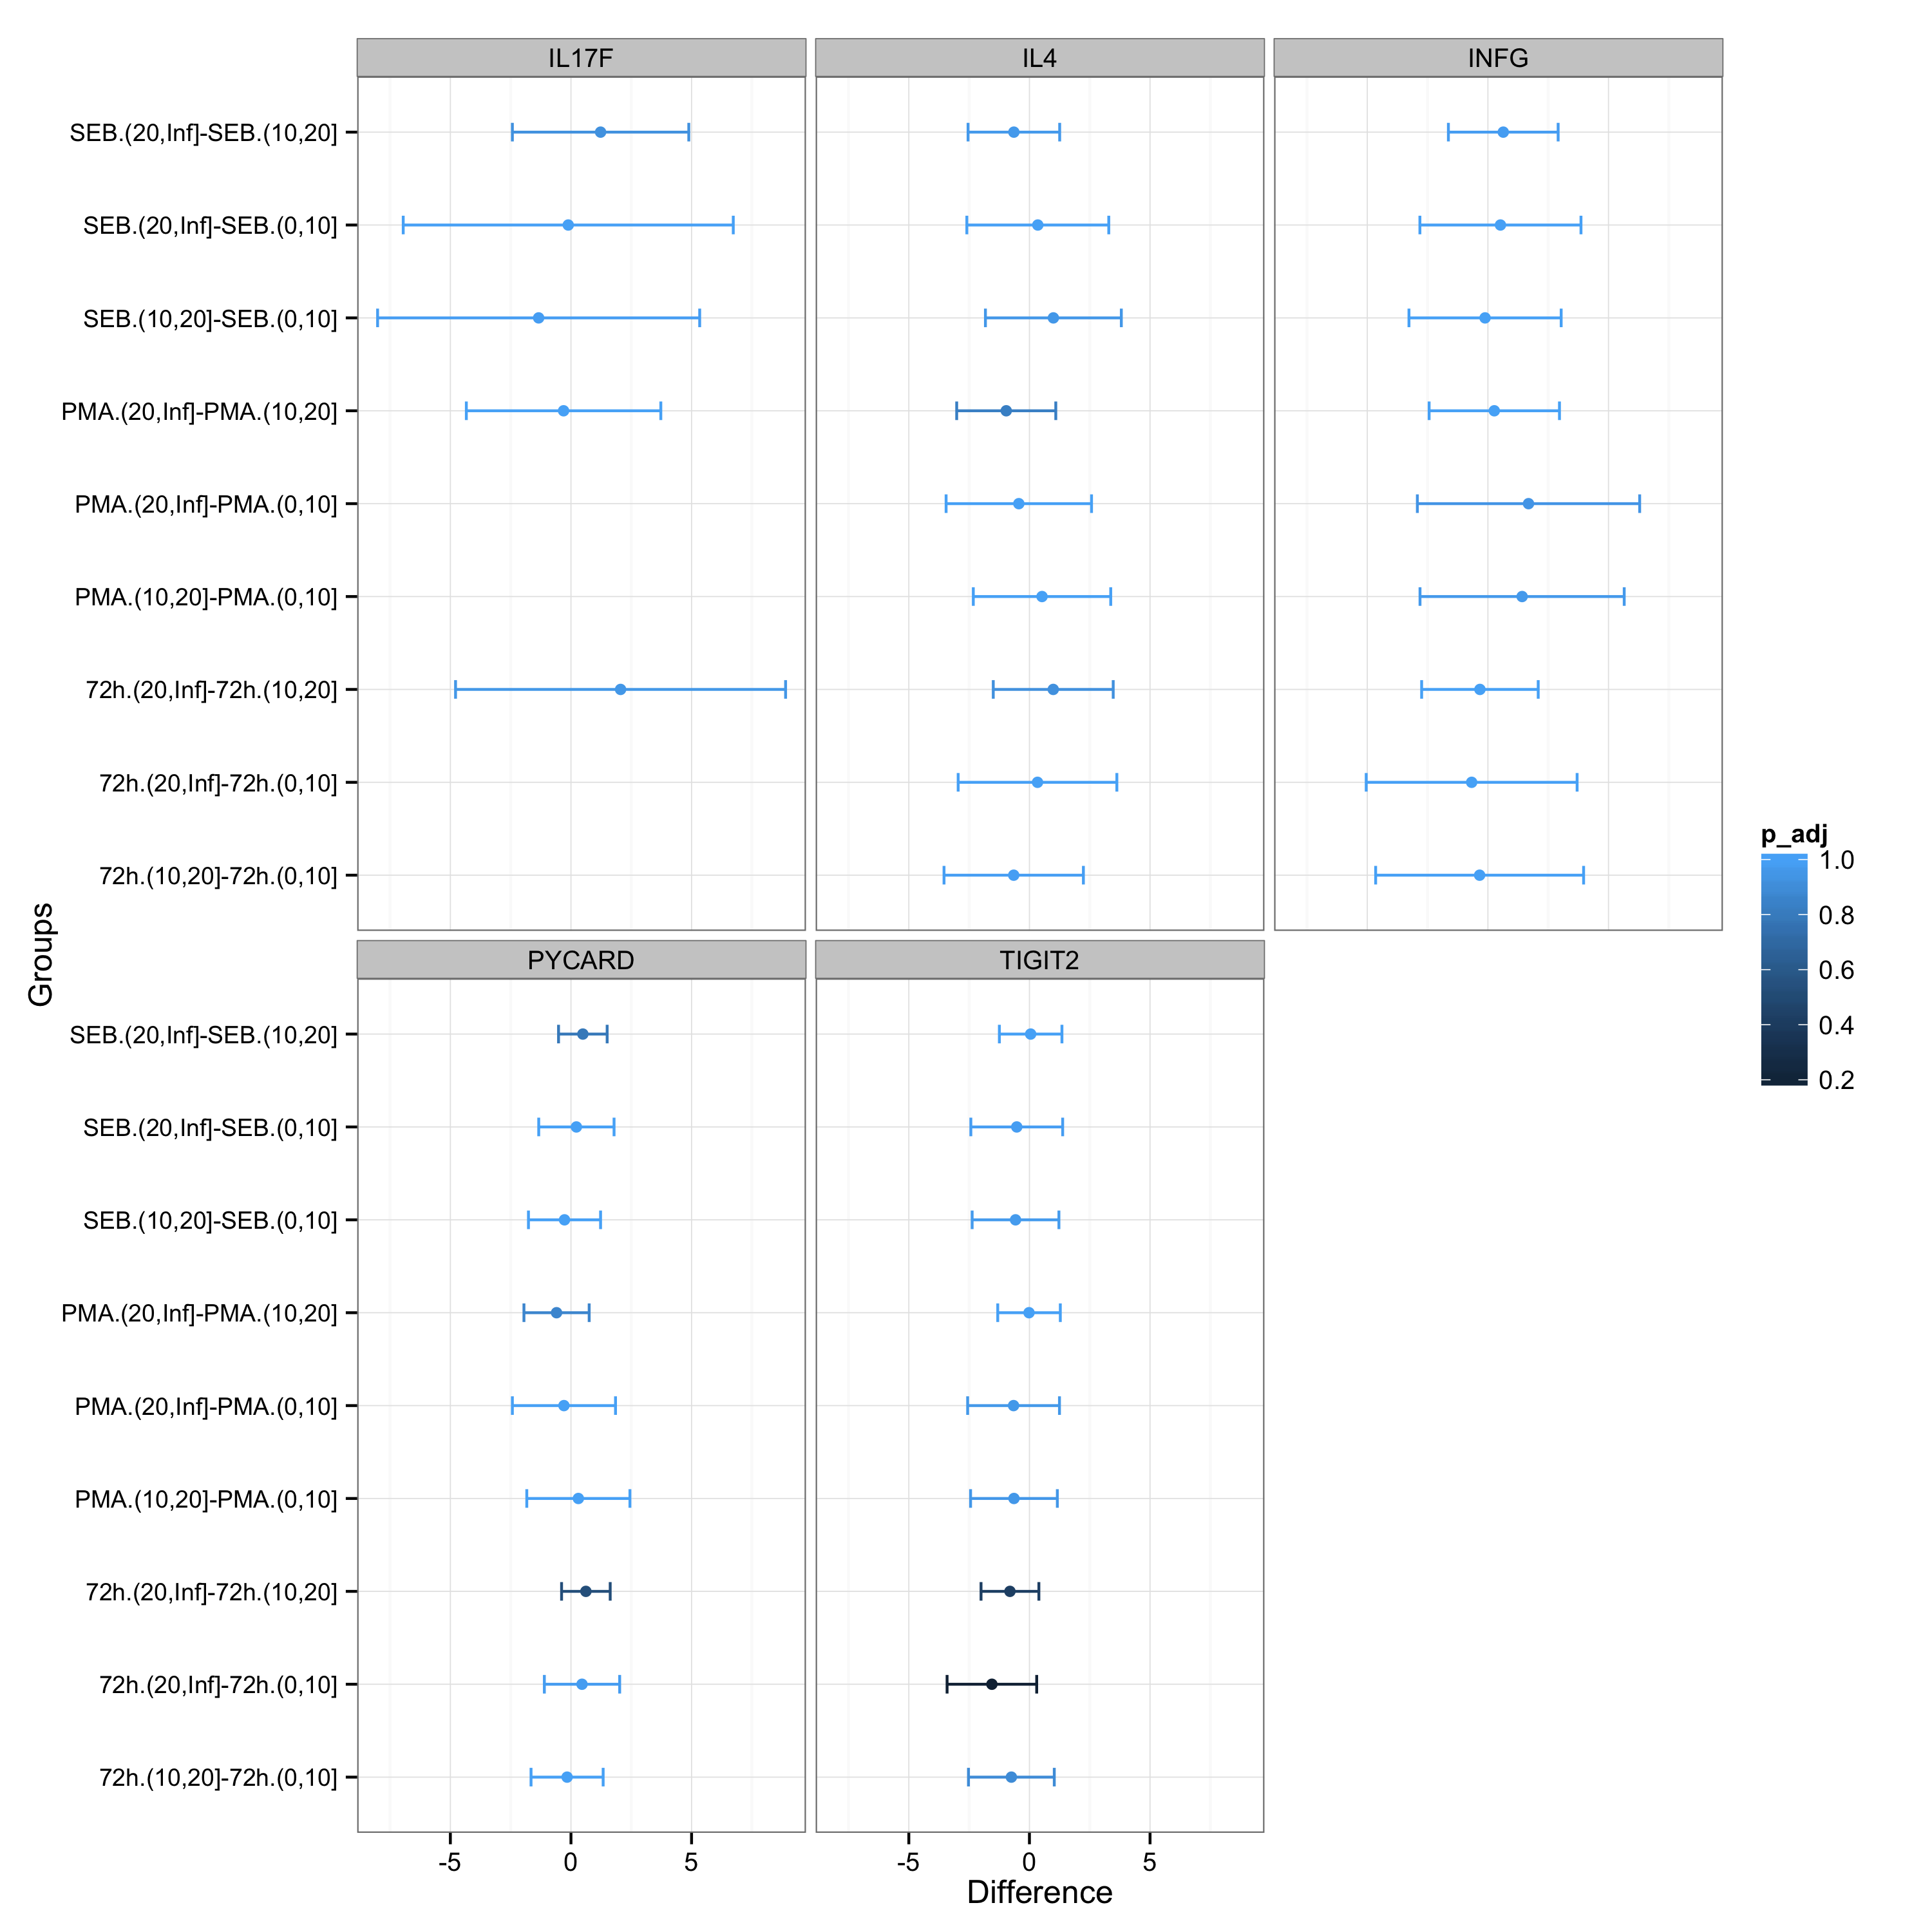 IL17F
IL4
INFG
SEB.(20,Inf]-SEB.(10,20]
SEB.(20,Inf]-SEB.(0,10]
SEB.(10,20]-SEB.(0,10]
PMA.(20,Inf]-PMA.(10,20]
PMA.(20,Inf]-PMA.(0,10]
PMA.(10,20]-PMA.(0,10]
72h.(20,Inf]-72h.(10,20]
72h.(20,Inf]-72h.(0,10]
72h.(10,20]-72h.(0,10]
Groups
PYCARD
TIGIT2
SEB.(20,Inf]-SEB.(10,20]
SEB.(20,Inf]-SEB.(0,10]
SEB.(10,20]-SEB.(0,10]
PMA.(20,Inf]-PMA.(10,20]
PMA.(20,Inf]-PMA.(0,10]
PMA.(10,20]-PMA.(0,10]
72h.(20,Inf]-72h.(10,20]
72h.(20,Inf]-72h.(0,10]
72h.(10,20]-72h.(0,10]
-5 0 5
-5 0 5
Difference
p_adj
1.0
0.8
0.6
0.4
0.2